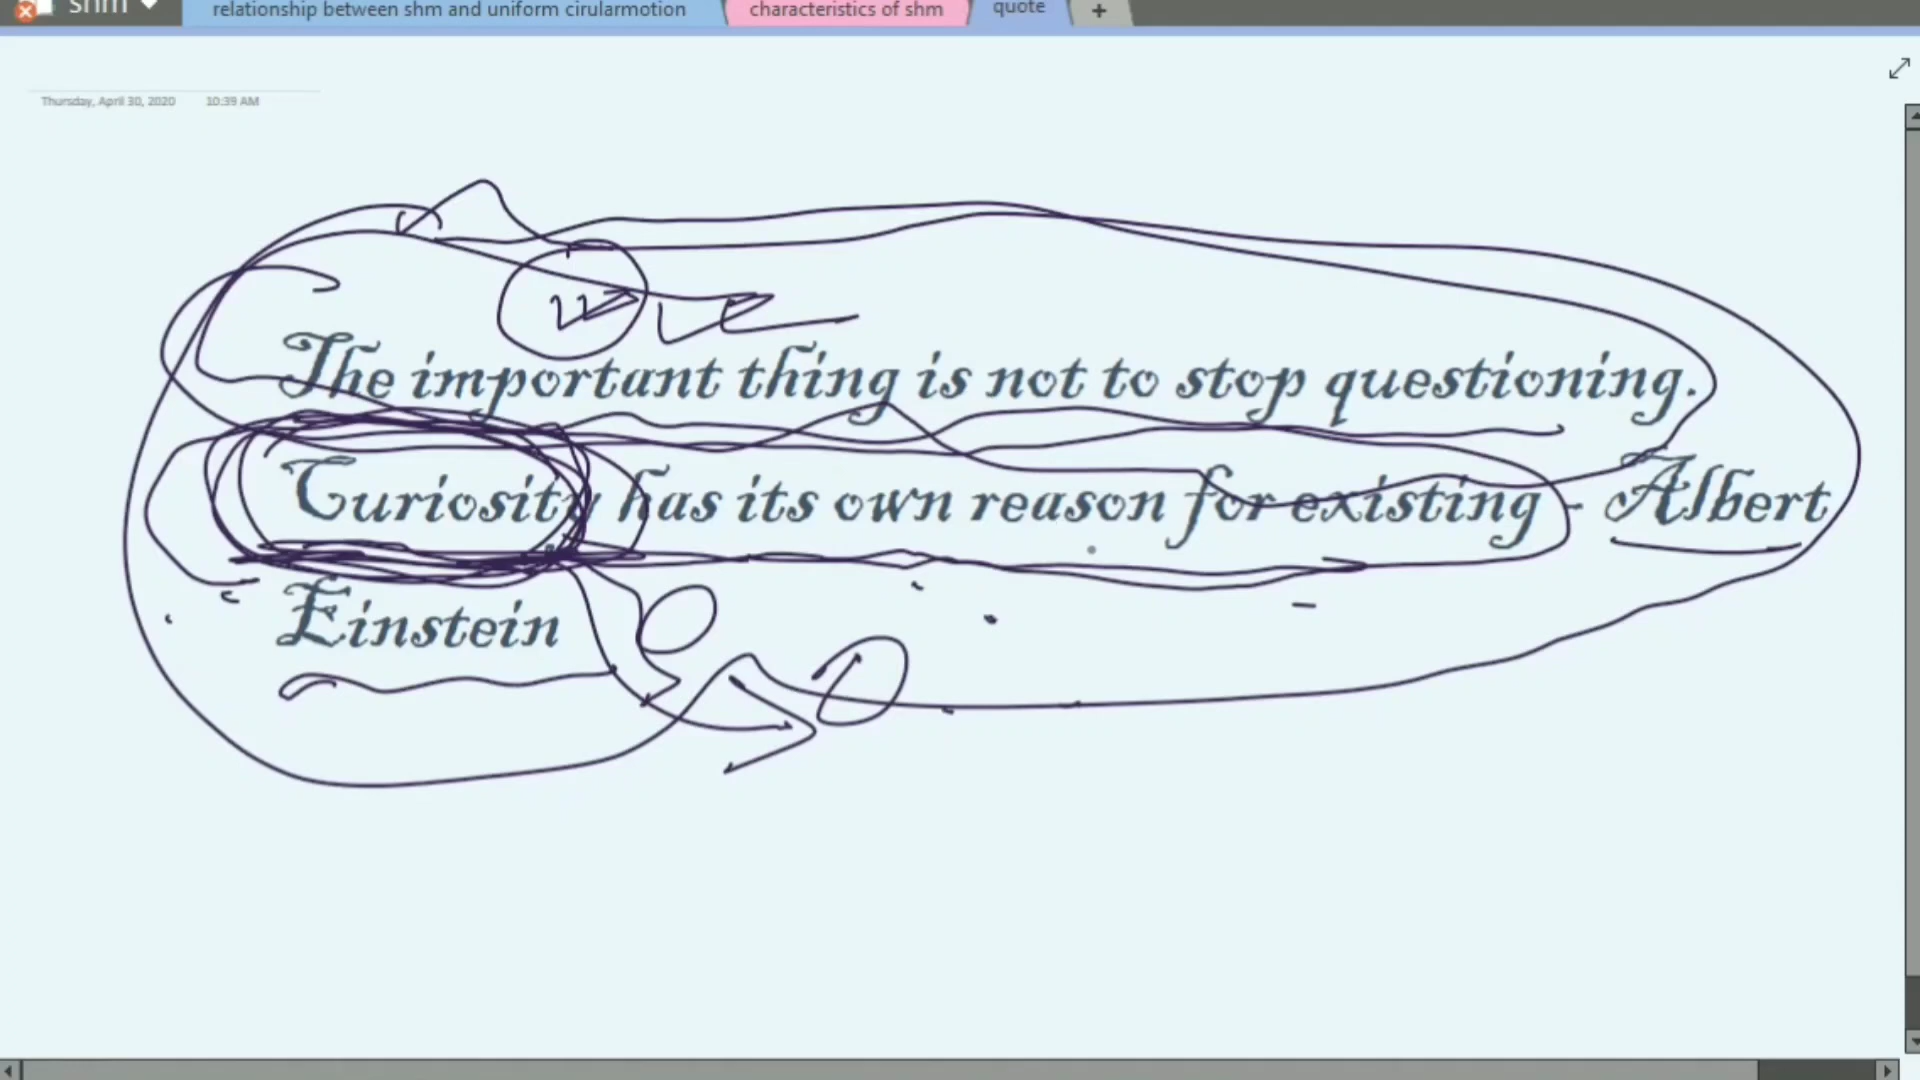 shm
relationship between shm and uniform cirularmotion
characteristics of shm
quote
+
Thursday, April 30, 2020 10:39 AM
The important thing is not to stop questioning.
Curiosity has its own reason for existing - Albert
Einstein